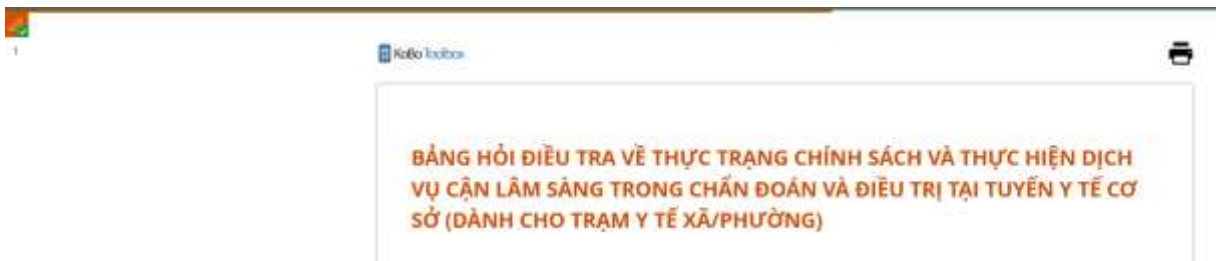 1
KoBo Toolbox
BẢNG HỎI ĐIỀU TRA VỀ THỰC TRẠNG CHÍNH SÁCH VÀ THỰC HIỆN DỊCH
VỤ CẬN LÂM SÀNG TRONG CHẨN ĐOÁN VÀ ĐIỀU TRỊ TẠI TUYẾN Y TẾ CƠ
SỞ (DÀNH CHO TRẠM Y TẾ XÃ/PHƯỜNG)